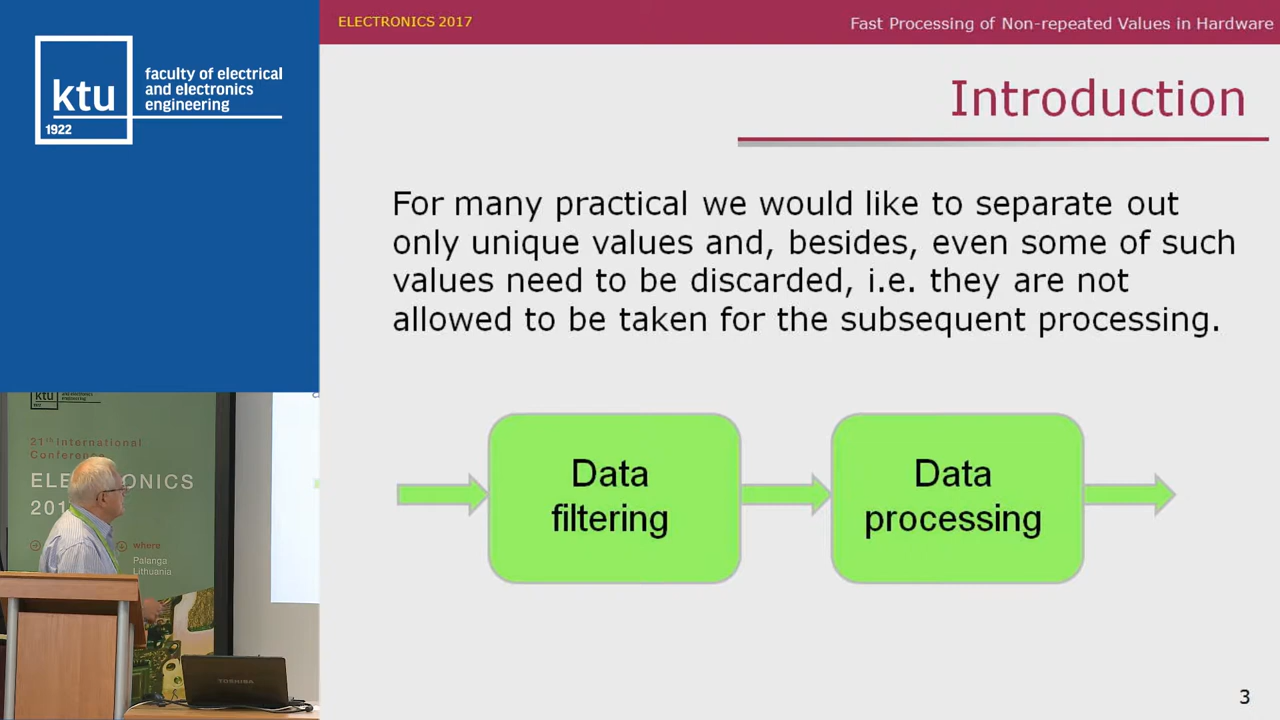 ELECTRONICS 2017
Fast Processing of Non-repeated Values in Hardware
ktu
1922
faculty of electrical
and electronics
engineering
Introduction
For many practical we would like to separate out
only unique values and, besides, even some of such
values need to be discarded, i.e. they are not
allowed to be taken for the subsequent processing.
Data
filtering
Data
processing
ktu
21th International
Conference
ELE ONICS
201
where
Palanga
Lithuania
TOSHIBA
3